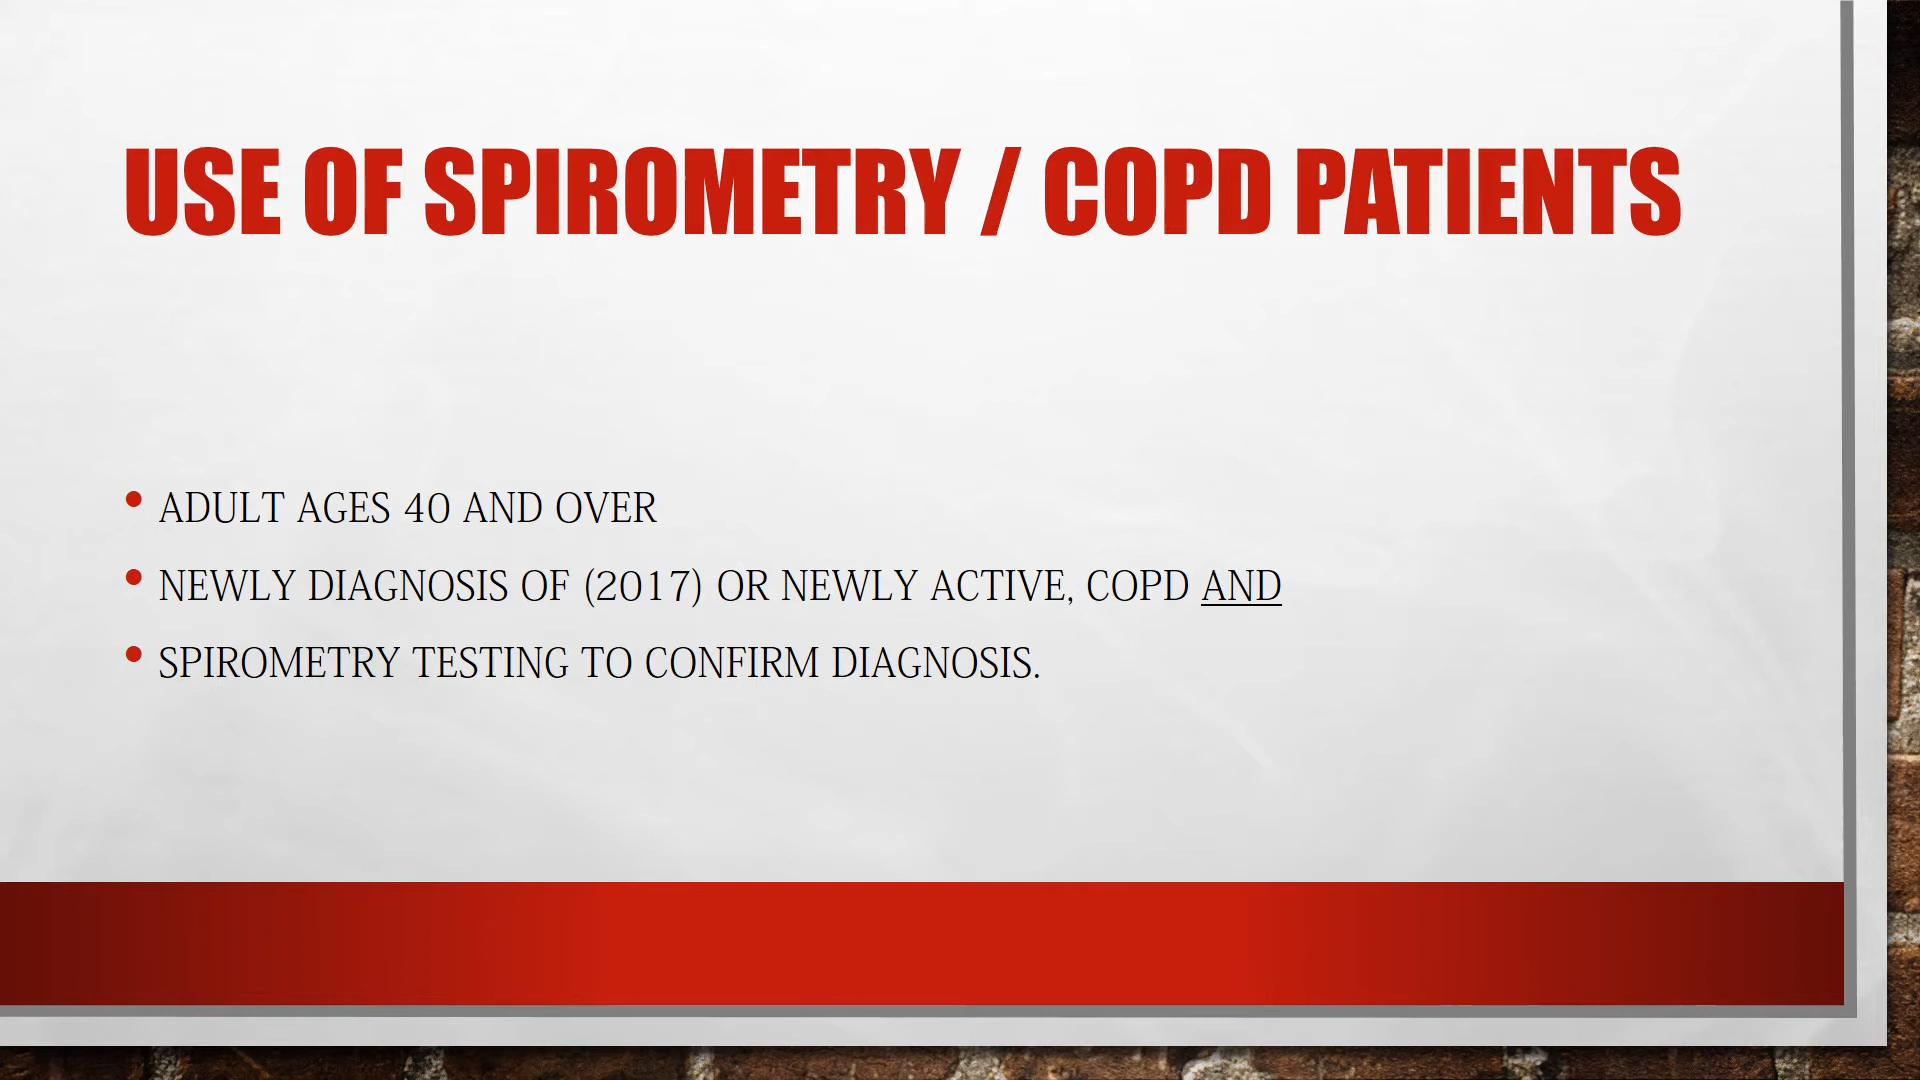 USE OF SPIROMETRY / COPD PATIENTS
• ADULT AGES 40 AND OVER
• NEWLY DIAGNOSIS OF (2017) OR NEWLY ACTIVE, COPD AND
• SPIROMETRY TESTING TO CONFIRM DIAGNOSIS.